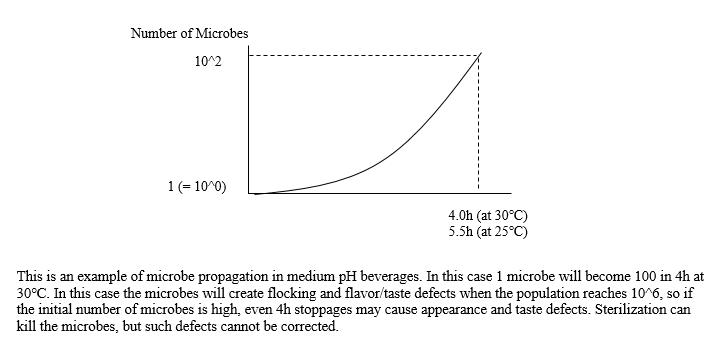 Number of Microbes
10^2
1 (= 10^0)
4.0h (at 30°C)
5.5h (at 25°C)
This is an example of microbe propagation in medium pH beverages. In this case 1 microbe will become 100 in 4h at
30°C. In this case the microbes will create flocking and flavor/taste defects when the population reaches 10^6, so if
the initial number of microbes is high, even 4h stoppages may cause appearance and taste defects. Sterilization can
kill the microbes, but such defects cannot be corrected.